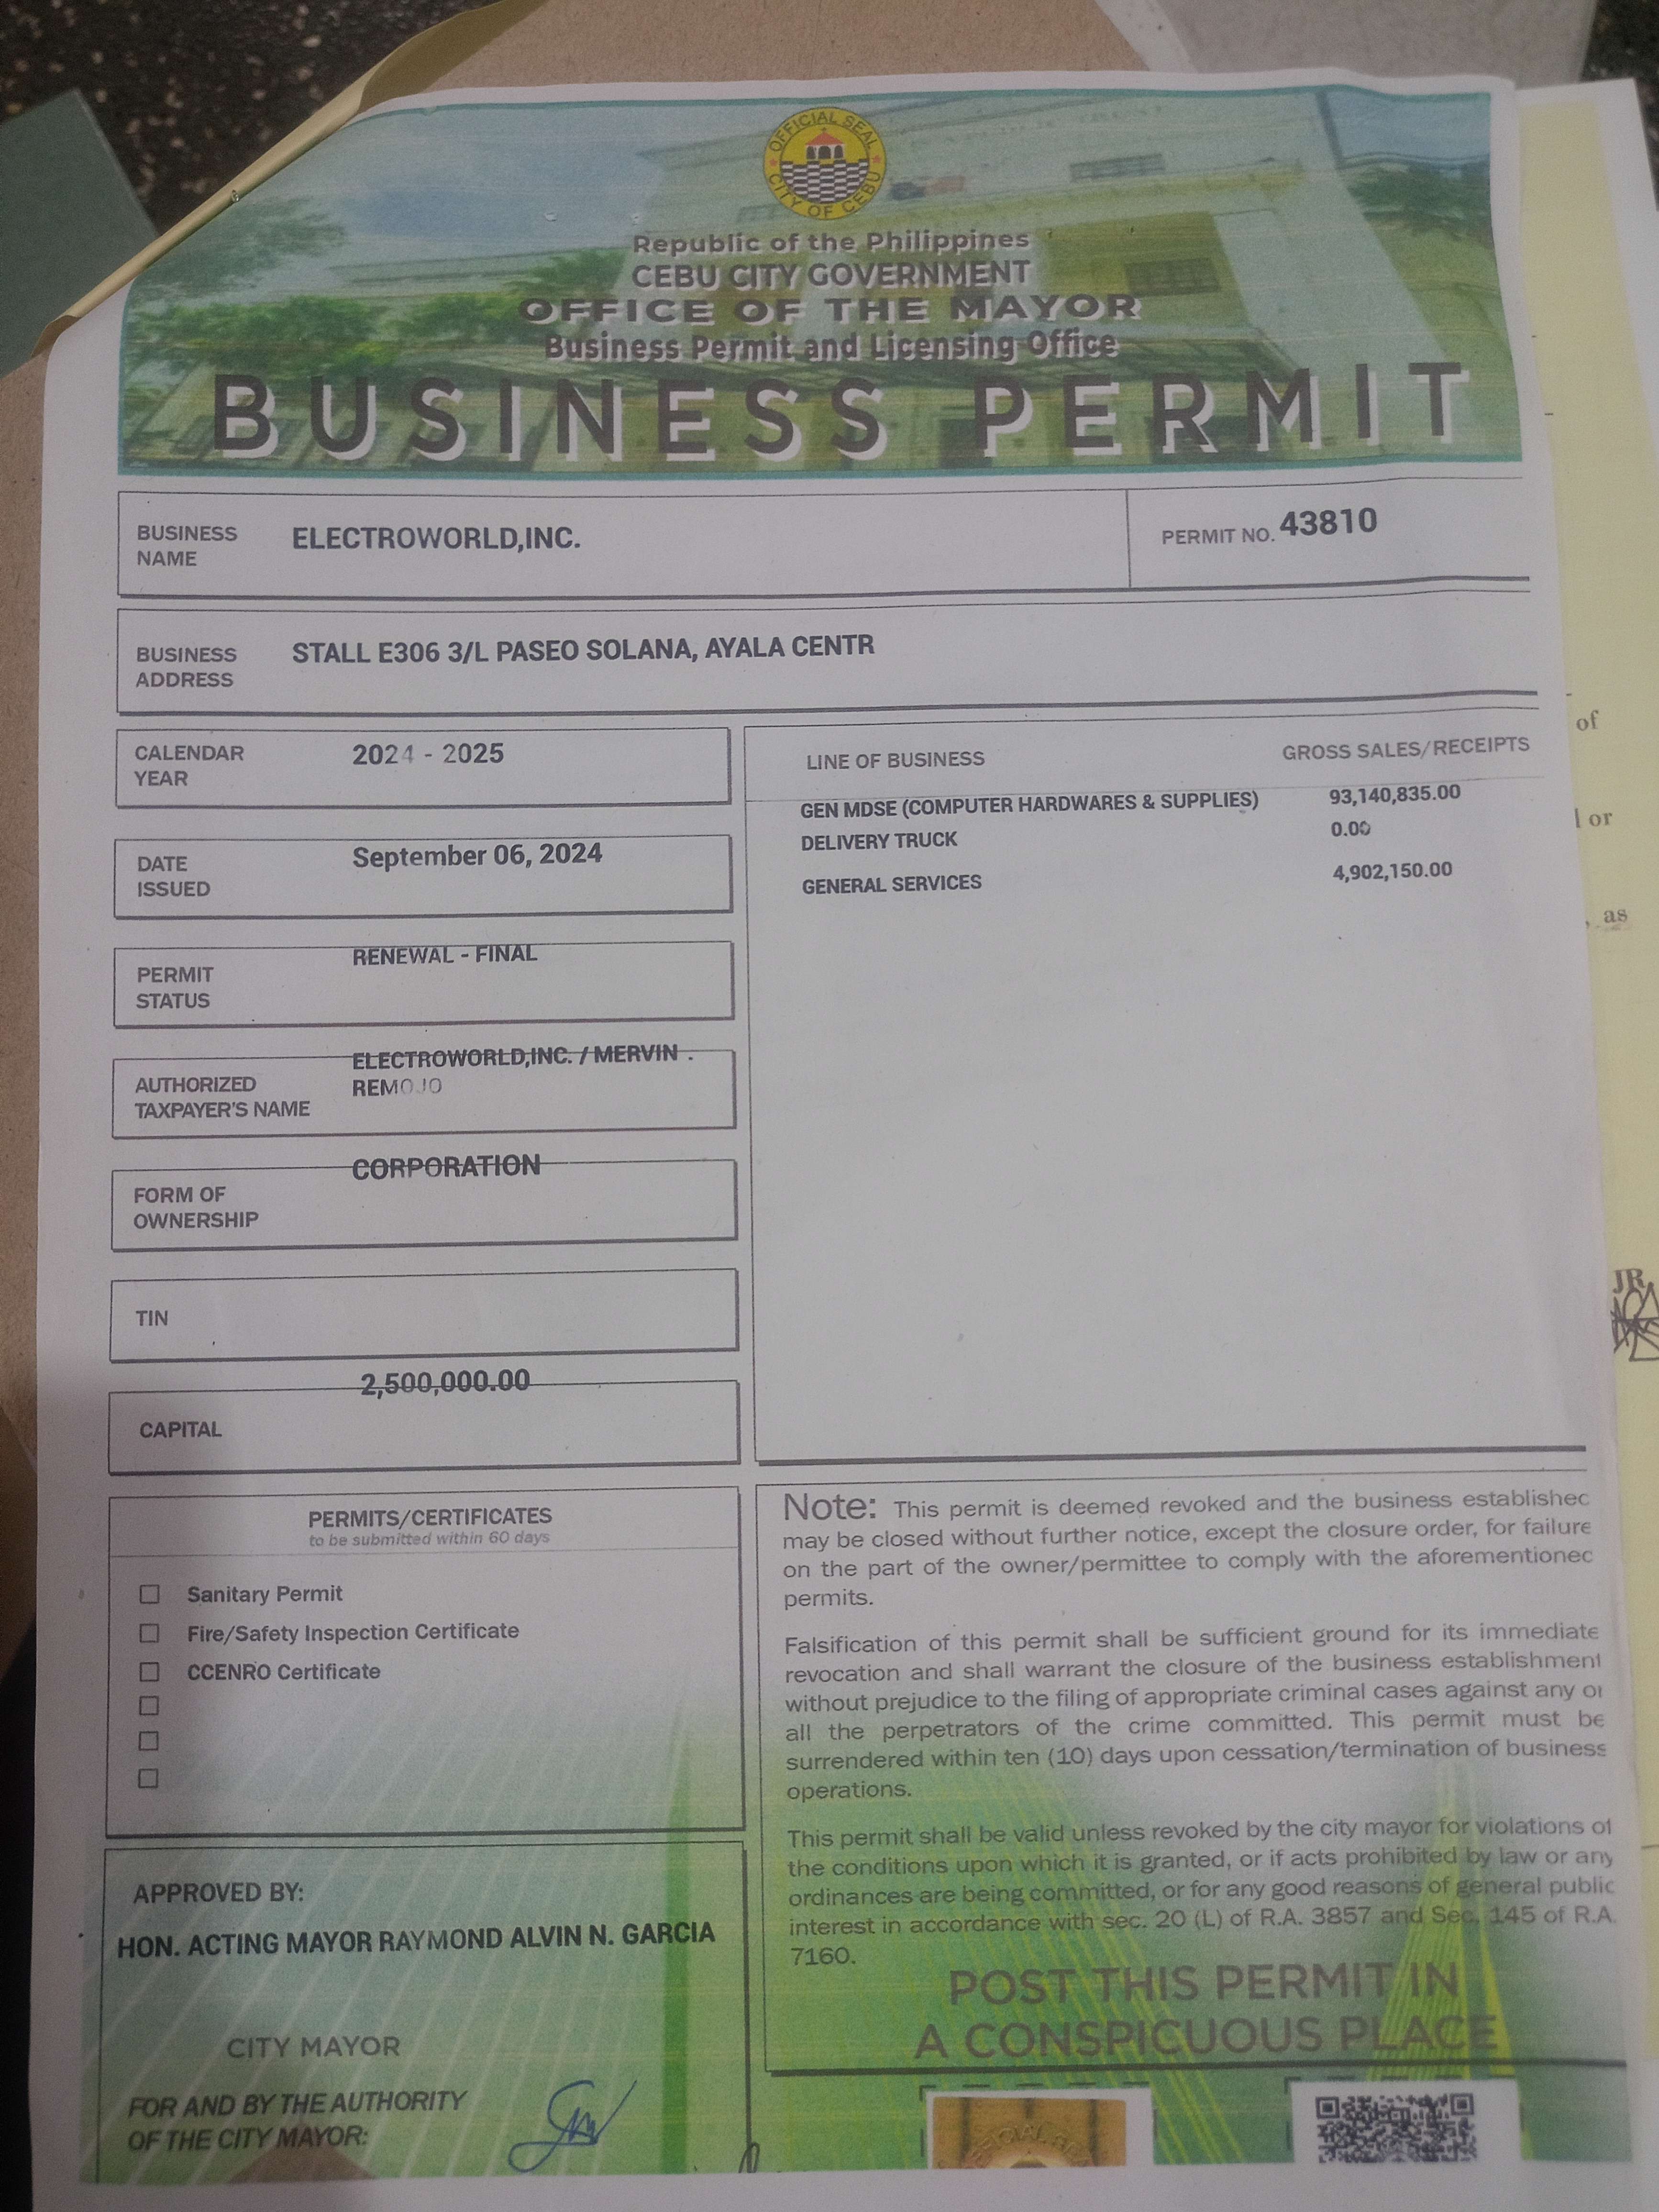 OFFICIAL SEAL
CITY OF CEBU
Republic of the Philippines
CEBU CITY GOVERNMENT
OFFICE OF THE MAYOR
Business Permit and Licensing Office
BUSINESS PERMIT
BUSINESS NAME ELECTROWORLD,INC.
PERMIT NO. 43810
BUSINESS ADDRESS STALL E306 3/L PASEO SOLANA, AYALA CENTR
CALENDAR YEAR 2024 - 2025
DATE ISSUED September 06, 2024
PERMIT STATUS RENEWAL - FINAL
AUTHORIZED TAXPAYER'S NAME ELECTROWORLD,INC. / MERVIN .
REMOJO
FORM OF OWNERSHIP CORPORATION
TIN
CAPITAL 2,500,000.00
LINE OF BUSINESS GROSS SALES/RECEIPTS
GEN MDSE (COMPUTER HARDWARES & SUPPLIES) 93,140,835.00
DELIVERY TRUCK 0.00
GENERAL SERVICES 4,902,150.00
PERMITS/CERTIFICATES
to be submitted within 60 days
Sanitary Permit
Fire/Safety Inspection Certificate
CCENRO Certificate
Note: This permit is deemed revoked and the business establishec
may be closed without further notice, except the closure order, for failure
on the part of the owner/permittee to comply with the aforementionec
permits.
Falsification of this permit shall be sufficient ground for its immediate
revocation and shall warrant the closure of the business establishment
without prejudice to the filing of appropriate criminal cases against any or
all the perpetrators of the crime committed. This permit must be
surrendered within ten (10) days upon cessation/termination of business
operations.
This permit shall be valid unless revoked by the city mayor for violations of
the conditions upon which it is granted, or if acts prohibited by law or any
ordinances are being committed, or for any good reasons of general public
interest in accordance with sec. 20 (L) of R.A. 3857 and Sec. 145 of R.A.
7160.
POST THIS PERMIT IN
A CONSPICUOUS PLACE
APPROVED BY:
HON. ACTING MAYOR RAYMOND ALVIN N. GARCIA
CITY MAYOR
FOR AND BY THE AUTHORITY
OF THE CITY MAYOR:
of
or
, as
JR